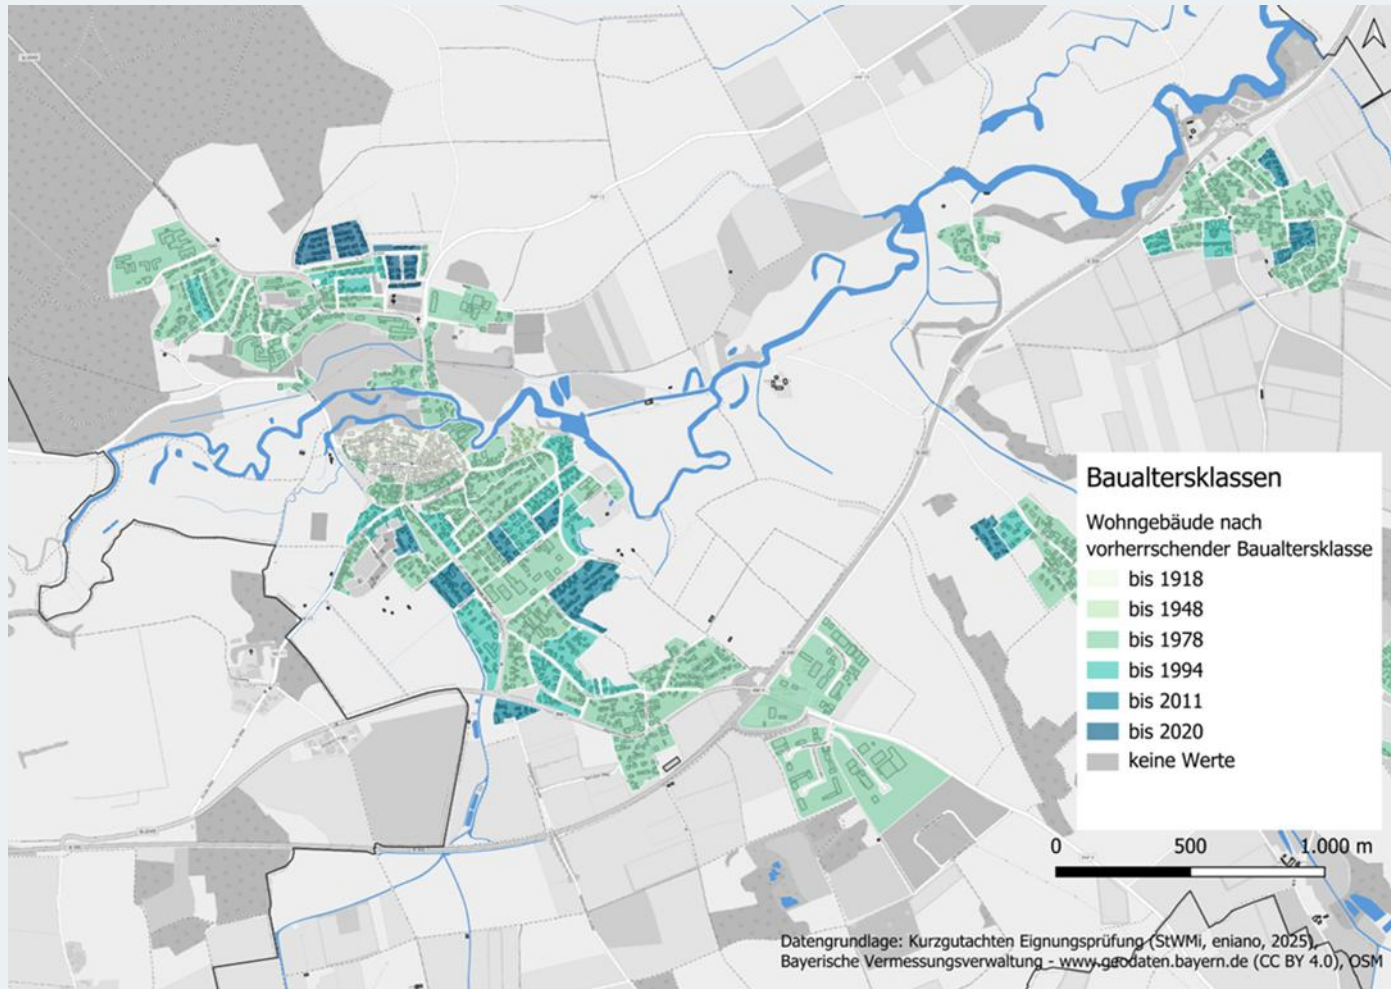 Baualtersklassen
Wohngebäude nach
vorherrschender Baualtersklasse
bis 1918
bis 1948
bis 1978
bis 1994
bis 2011
bis 2020
keine Werte
0 500 1.000 m
Datengrundlage: Kurzgutachten Eignungsprüfung (StWMi, eniano, 2025),
Bayerische Vermessungsverwaltung - www.geodaten.bayern.de (CC BY 4.0), OSM